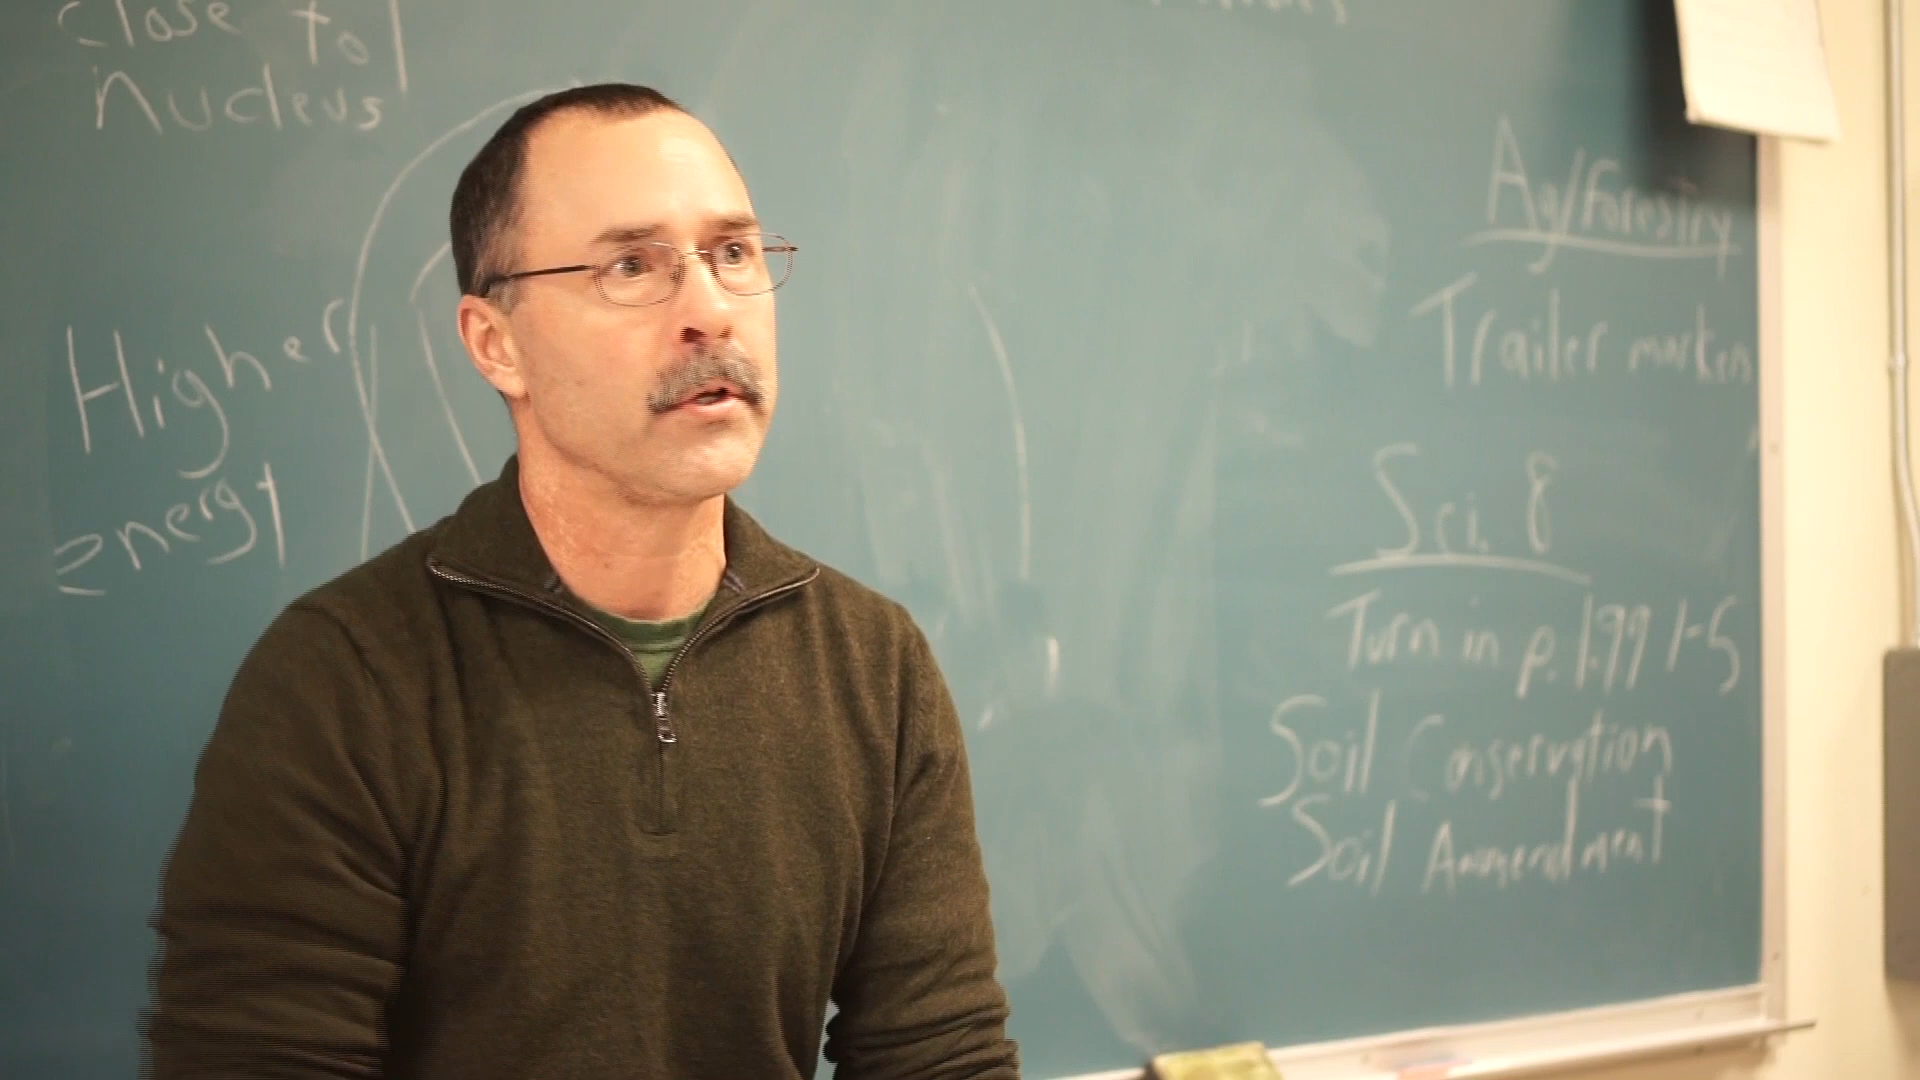 close to
nucleus
Higher
energy
Ag/Forestry
Trailer markers
Sci. 8
Turn in p. 199 1-5
Soil Conservation
Soil Ammendment